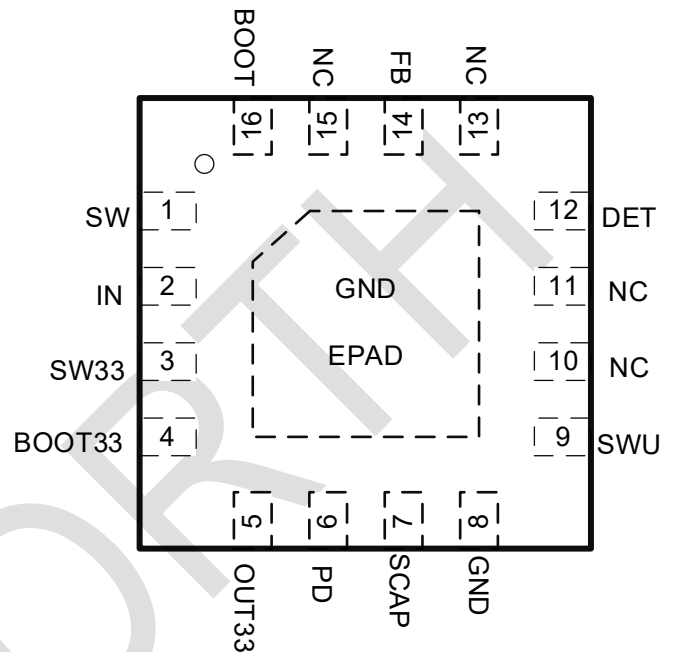 BOOT
NC
FB
NC
16
15
14
13
SW
1
12
DET
IN
2
GND
11
NC
SW33
3
EPAD
10
NC
BOOT33
4
9
SWU
5
6
7
8
OUT33
PD
SCAP
GND